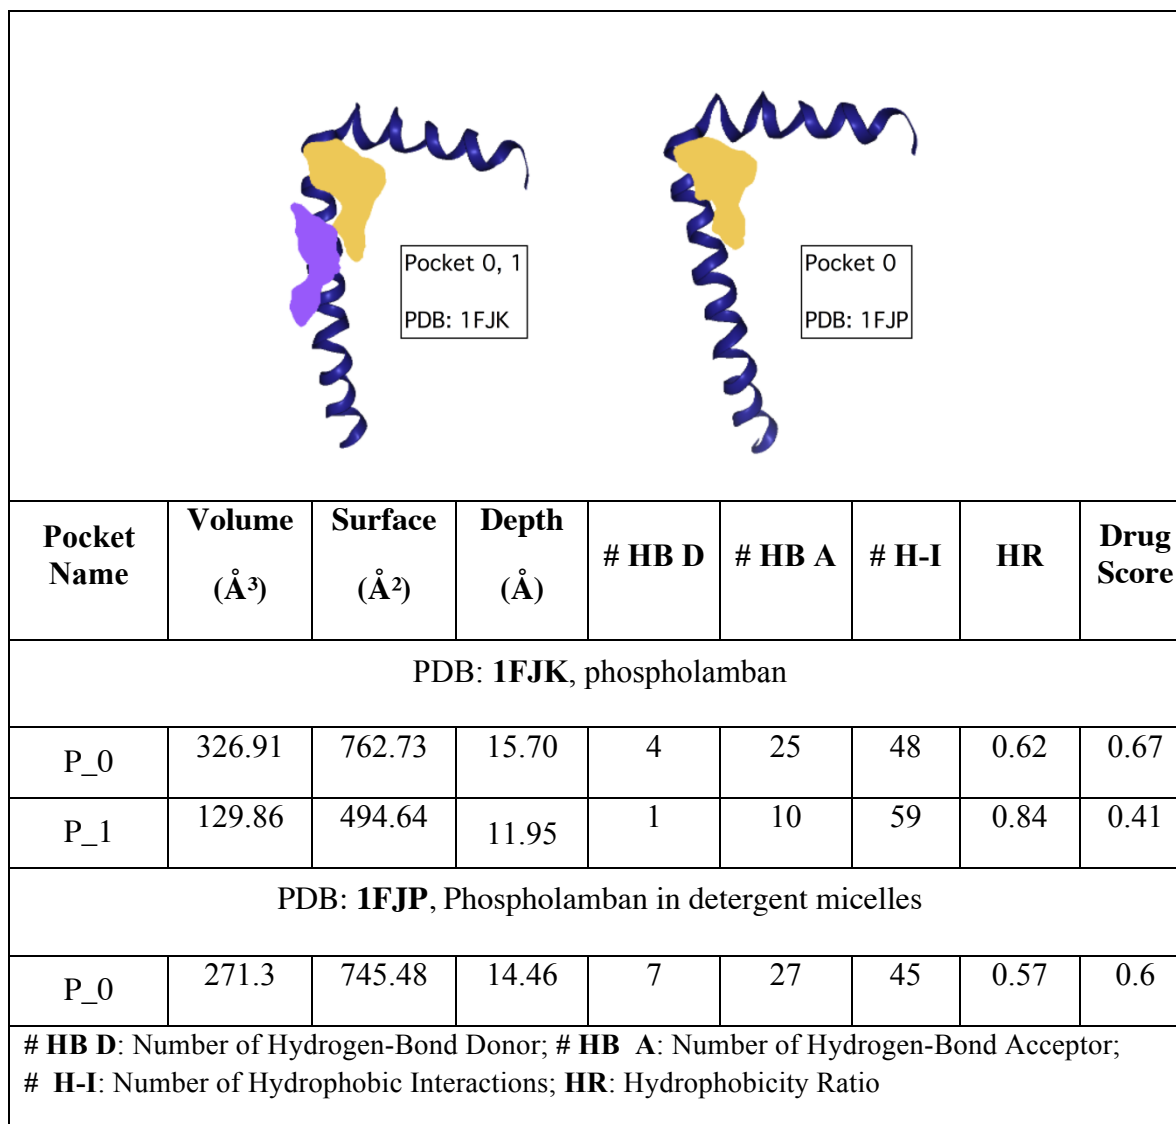 Pocket 0, 1
PDB: 1FJK
Pocket 0
PDB: 1FJP
Pocket Name | Volume (Å³) | Surface (Å²) | Depth (Å) | # HB D | # HB A | # H-I | HR | Drug Score
PDB: 1FJK, phospholamban
P_0 | 326.91 | 762.73 | 15.70 | 4 | 25 | 48 | 0.62 | 0.67
P_1 | 129.86 | 494.64 | 11.95 | 1 | 10 | 59 | 0.84 | 0.41
PDB: 1FJP, Phospholamban in detergent micelles
P_0 | 271.3 | 745.48 | 14.46 | 7 | 27 | 45 | 0.57 | 0.6
# HB D: Number of Hydrogen-Bond Donor; # HB A: Number of Hydrogen-Bond Acceptor;
# H-I: Number of Hydrophobic Interactions; HR: Hydrophobicity Ratio